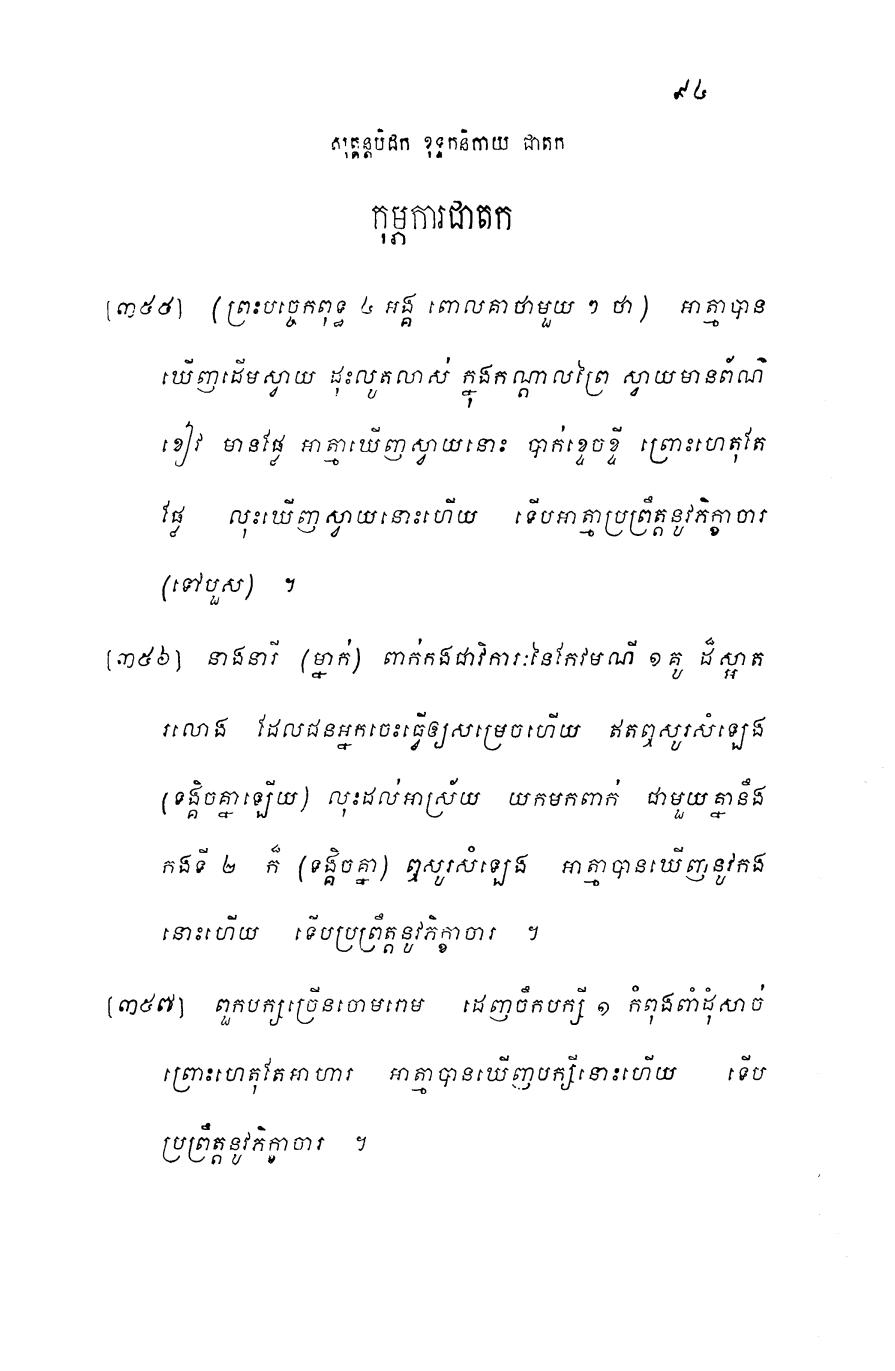 ៩៤
សុត្តន្តបិដក ខុទ្ទកនិកាយ ជាតក
កុម្ភការជាតក
[៣៥៥] (ព្រះបច្ចេកពុទ្ធ ៤ អង្គ ពោលគាថាមួយ ៗ ថា) អាត្មាបាន
ឃើញដើមស្វាយ ដុះលូតលាស់ ក្នុងកណ្តាលព្រៃ ស្វាយមានព័ណ៌
ខៀវ មានផ្លែ អាត្មាឃើញស្វាយនោះ បាក់ខ្ទេចខ្ទី ព្រោះហេតុតែ
ផ្លែ លុះឃើញស្វាយនោះហើយ ទើបអាត្មាប្រព្រឹត្តនូវភិក្ខាចារ
(ទៅបួស) ។
[៣៥៦] នាងនារី (ម្នាក់) ពាក់កងជាវិការៈនៃកែវមណី ១ គូ ដ៏ស្អាត
រលោង ដែលជនអ្នកចេះធ្វើឲ្យសម្រេចហើយ ឥតឮសូរសំឡេង
(ទង្គិចគ្នាឡើយ) លុះដល់អាស្រ័យ យកមកពាក់ ជាមួយគ្នានឹង
កងទី ២ ក៏ (ទង្គិចគ្នា) ឮសូរសំឡេង អាត្មាបានឃើញនូវកង
នោះហើយ ទើបប្រព្រឹត្តនូវភិក្ខាចារ ។
[៣៥៧] ពួកបក្សច្រើនចោមរោម ដេញចឹកបក្សី ១ កំពុងពាំដុំសាច់
ព្រោះហេតុតែអាហារ អាត្មាបានឃើញបក្សីនោះហើយ ទើប
ប្រព្រឹត្តនូវភិក្ខាចារ ។